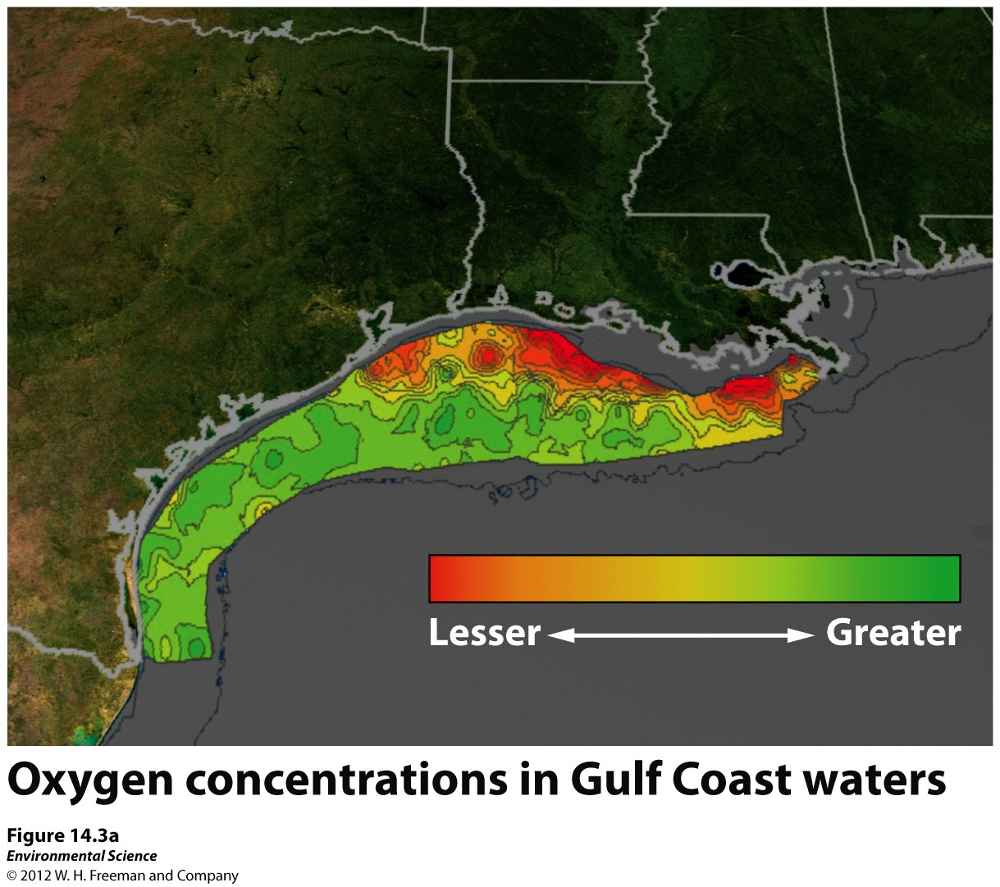 Lesser
Greater
Oxygen concentrations in Gulf Coast waters
Figure 14.3a
Environmental Science
© 2012 W. H. Freeman and Company